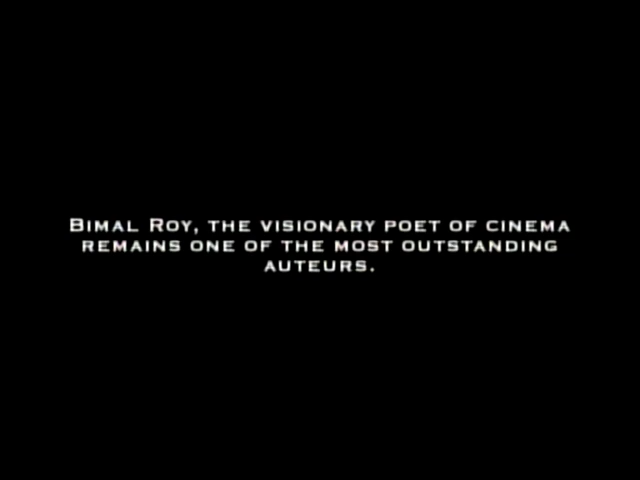 Bimal Roy, the visionary poet of cinema
remains one of the most outstanding
auteurs.